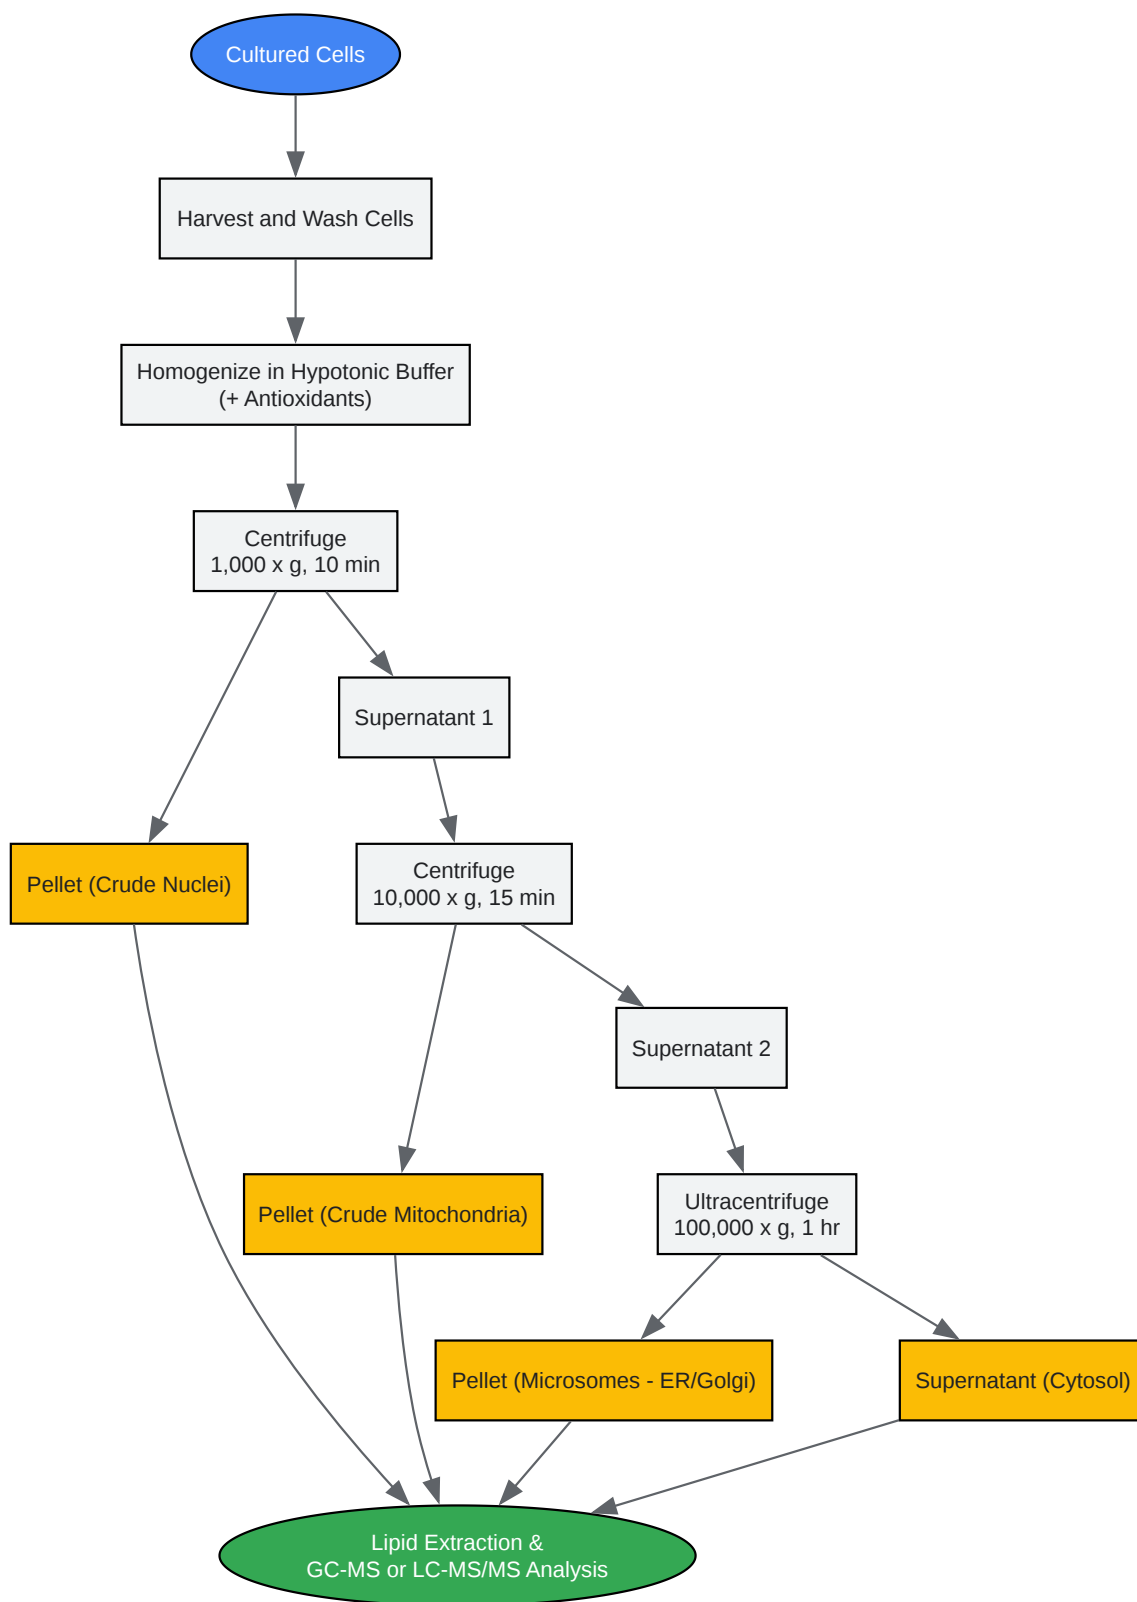 Cultured Cells
Harvest and Wash Cells
Homogenize in Hypotonic Buffer
(+ Antioxidants)
Centrifuge
1,000 x g, 10 min
Supernatant 1
Pellet (Crude Nuclei)
Centrifuge
10,000 x g, 15 min
Supernatant 2
Pellet (Crude Mitochondria)
Ultracentrifuge
100,000 x g, 1 hr
Pellet (Microsomes - ER/Golgi)
Supernatant (Cytosol)
Lipid Extraction &
GC-MS or LC-MS/MS Analysis